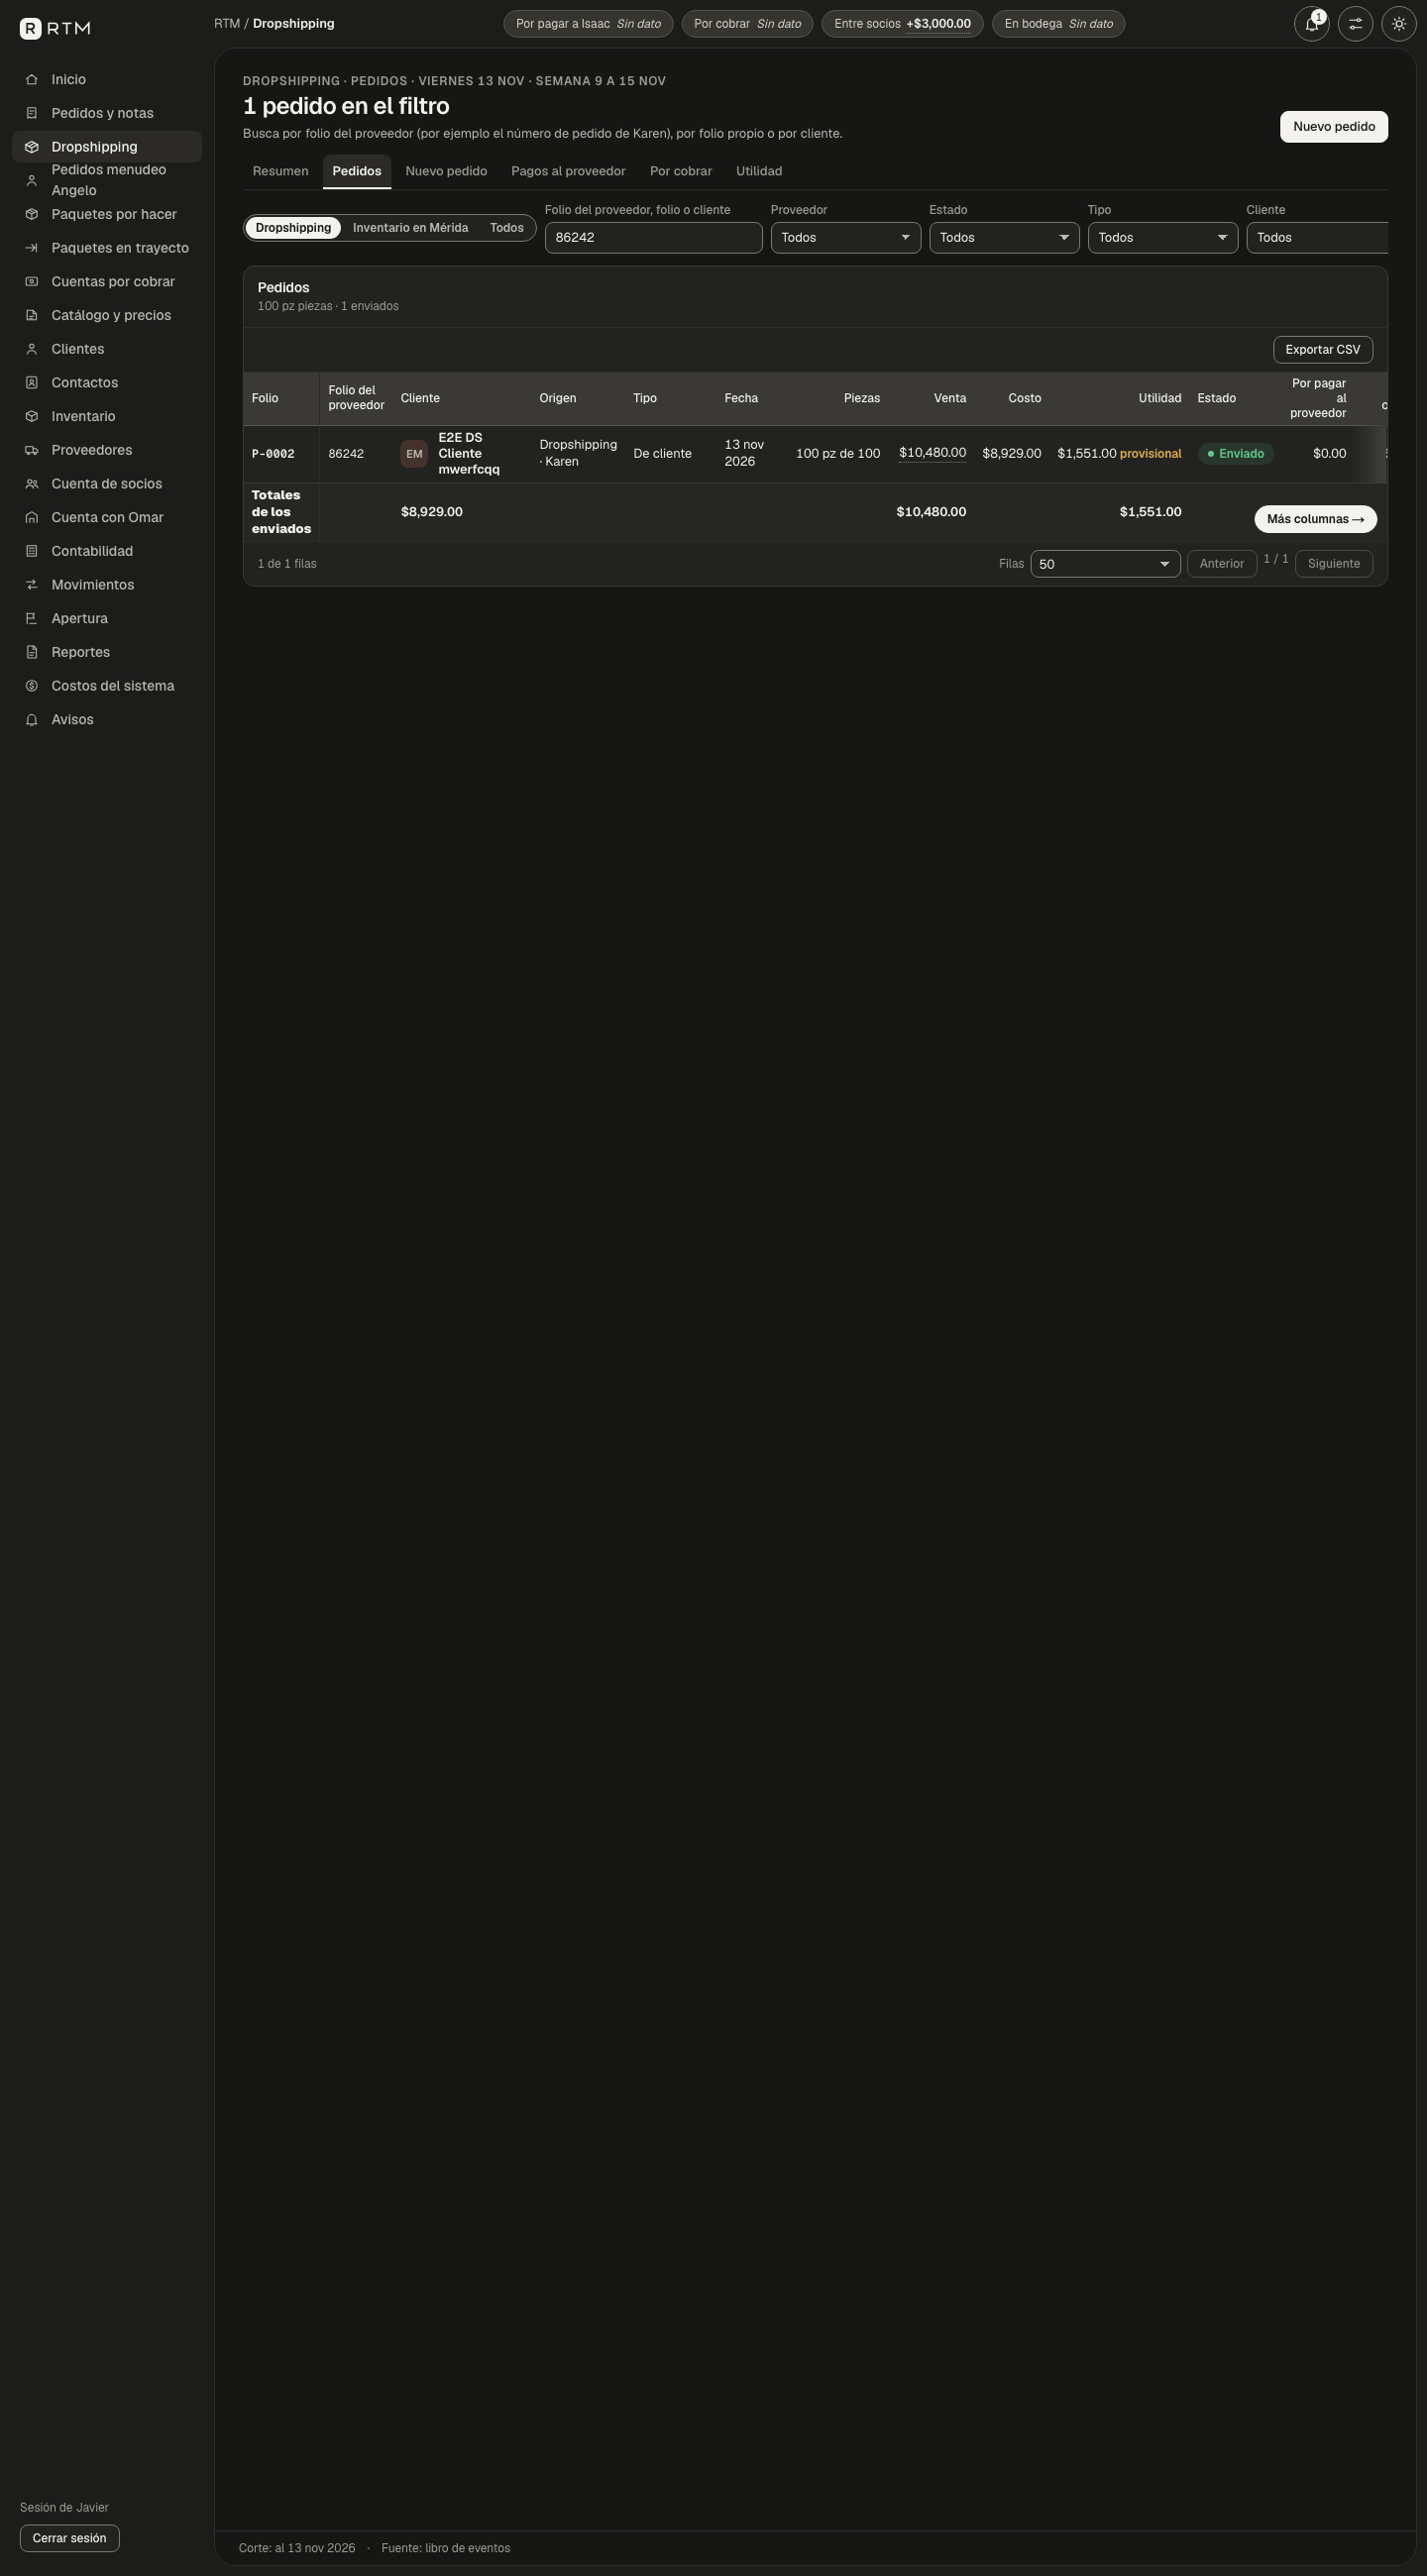 R RTM
Inicio
Pedidos y notas
Dropshipping
Pedidos menudeo
Angelo
Paquetes por hacer
Paquetes en trayecto
Cuentas por cobrar
Catálogo y precios
Clientes
Contactos
Inventario
Proveedores
Cuenta de socios
Cuenta con Omar
Contabilidad
Movimientos
Apertura
Reportes
Costos del sistema
Avisos
Sesión de Javier
Cerrar sesión
RTM / Dropshipping
Por pagar a Isaac Sin dato
Por cobrar Sin dato
Entre socios +$3,000.00
En bodega Sin dato
1
DROPSHIPPING · PEDIDOS · VIERNES 13 NOV · SEMANA 9 A 15 NOV
1 pedido en el filtro
Busca por folio del proveedor (por ejemplo el número de pedido de Karen), por folio propio o por cliente.
Nuevo pedido
Resumen Pedidos Nuevo pedido Pagos al proveedor Por cobrar Utilidad
Dropshipping Inventario en Mérida Todos
Folio del proveedor, folio o cliente
86242
Proveedor
Todos
Estado
Todos
Tipo
Todos
Cliente
Todos
Pedidos
100 pz piezas · 1 enviados
Exportar CSV
Folio
Folio del
proveedor
Cliente
Origen
Tipo
Fecha
Piezas
Venta
Costo
Utilidad
Estado
Por pagar
al
proveedor
P-0002
86242
EM
E2E DS
Cliente
mwerfcqq
Dropshipping
· Karen
De cliente
13 nov
2026
100 pz de 100
$10,480.00
$8,929.00
$1,551.00 provisional
Enviado
$0.00
Totales
de los
enviados
$8,929.00
$10,480.00
$1,551.00
Más columnas →
1 de 1 filas
Filas 50
Anterior
1 / 1
Siguiente
Corte: al 13 nov 2026 · Fuente: libro de eventos